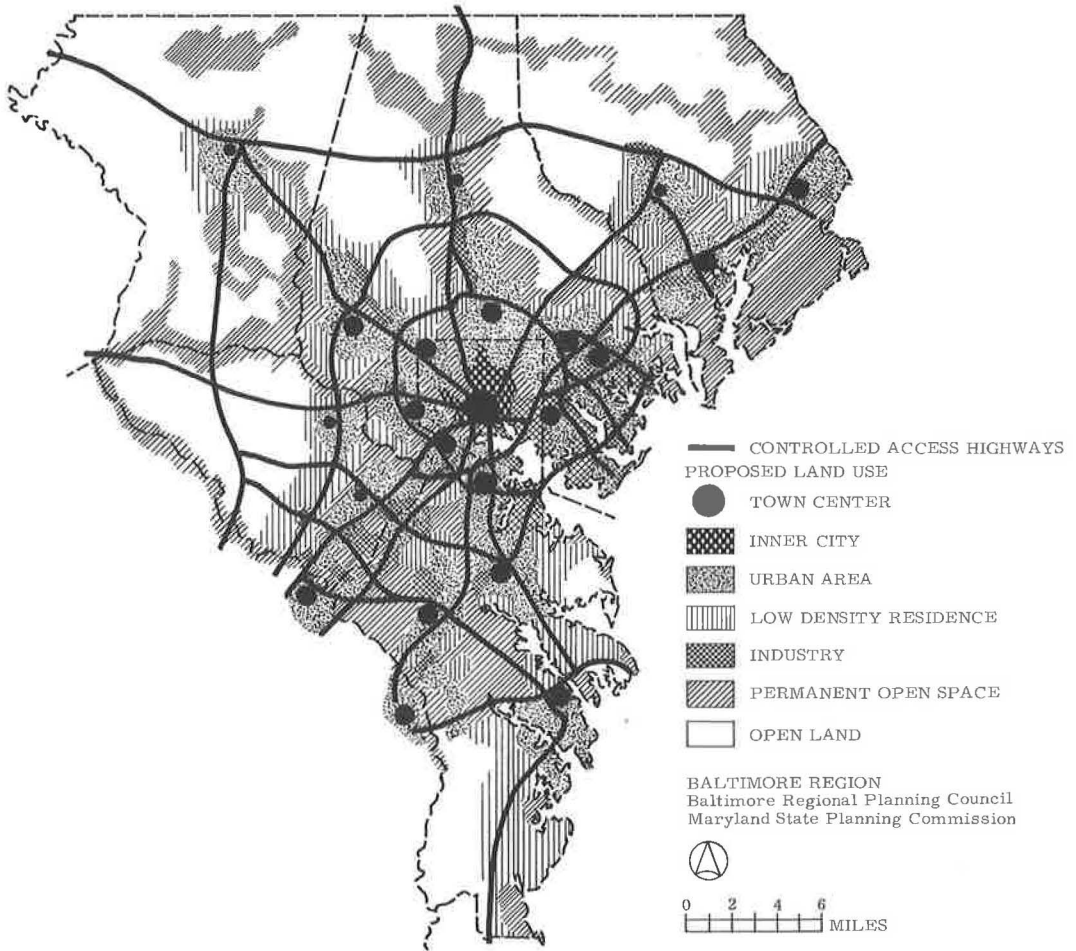 CONTROLLED ACCESS HIGHWAYS
PROPOSED LAND USE
TOWN CENTER
INNER CITY
URBAN AREA
LOW DENSITY RESIDENCE
INDUSTRY
PERMANENT OPEN SPACE
OPEN LAND
BALTIMORE REGION
Baltimore Regional Planning Council
Maryland State Planning Commission
0 2 4 6
MILES